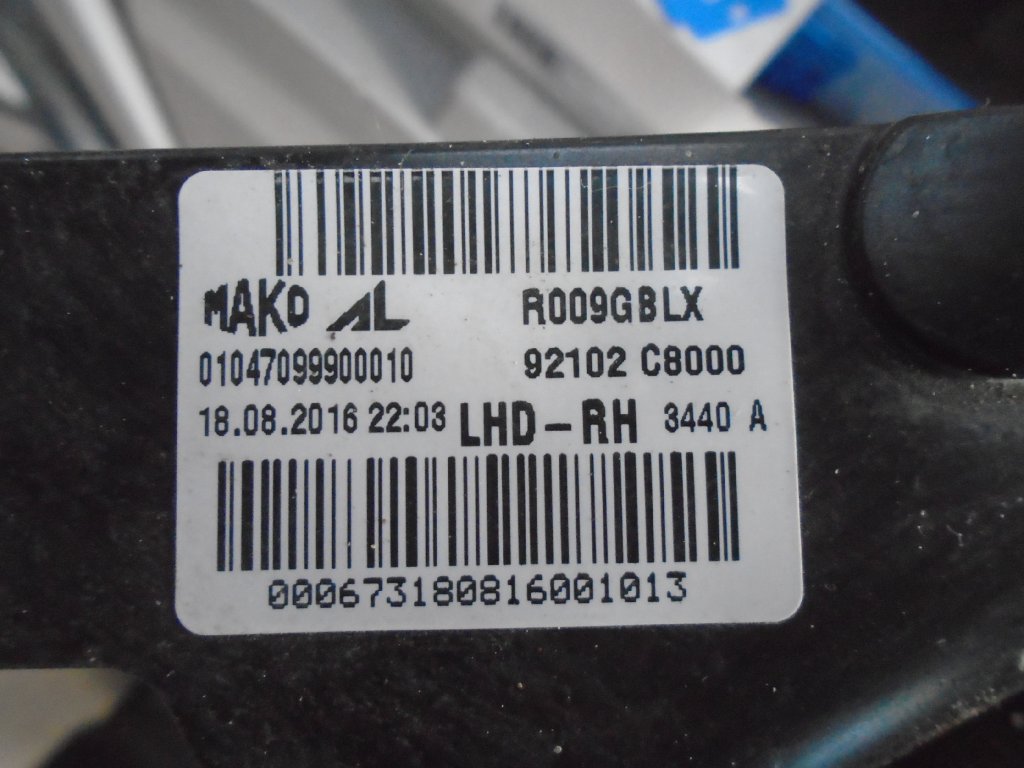 MAKO AL R009GBLX
01047099900010 92102 C8000
18.08.2016 22:03 LHD-RH 3440 A
000673180816001013